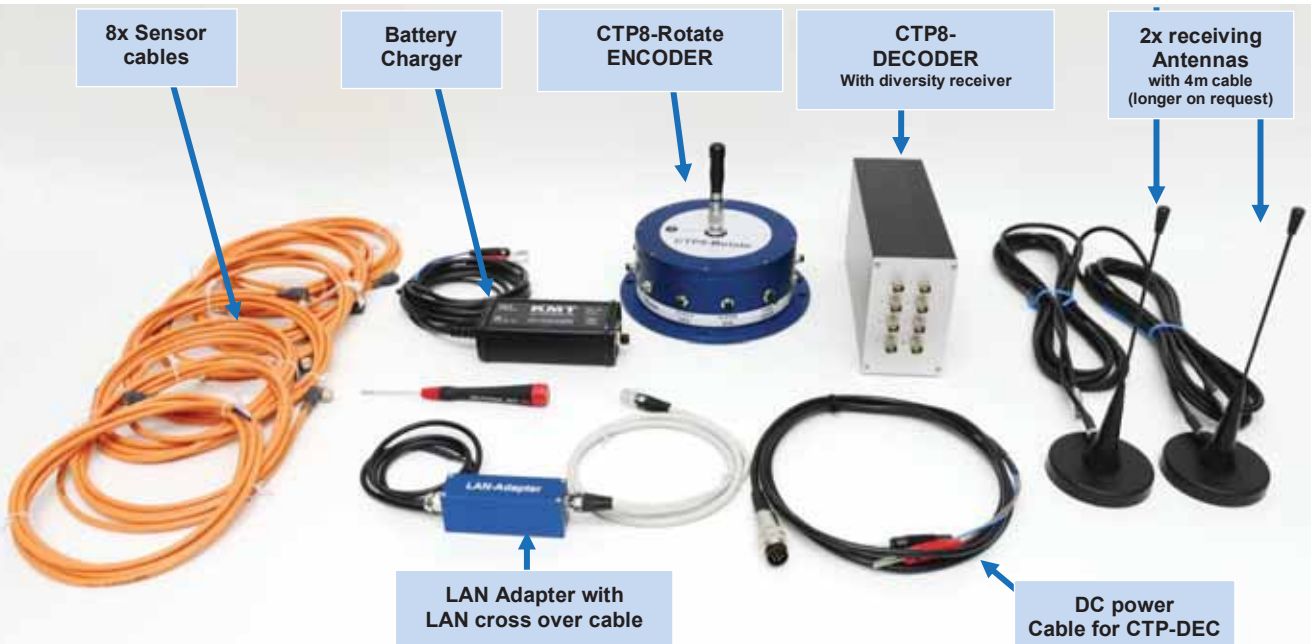 8x Sensor
cables
Battery
Charger
CTP8-Rotate
ENCODER
CTP8-
DECODER
With diversity receiver
2x receiving
Antennas
with 4m cable
(longer on request)
CTP8-Rotate
KMT
LAN-Adapter
LAN Adapter with
LAN cross over cable
DC power
Cable for CTP-DEC